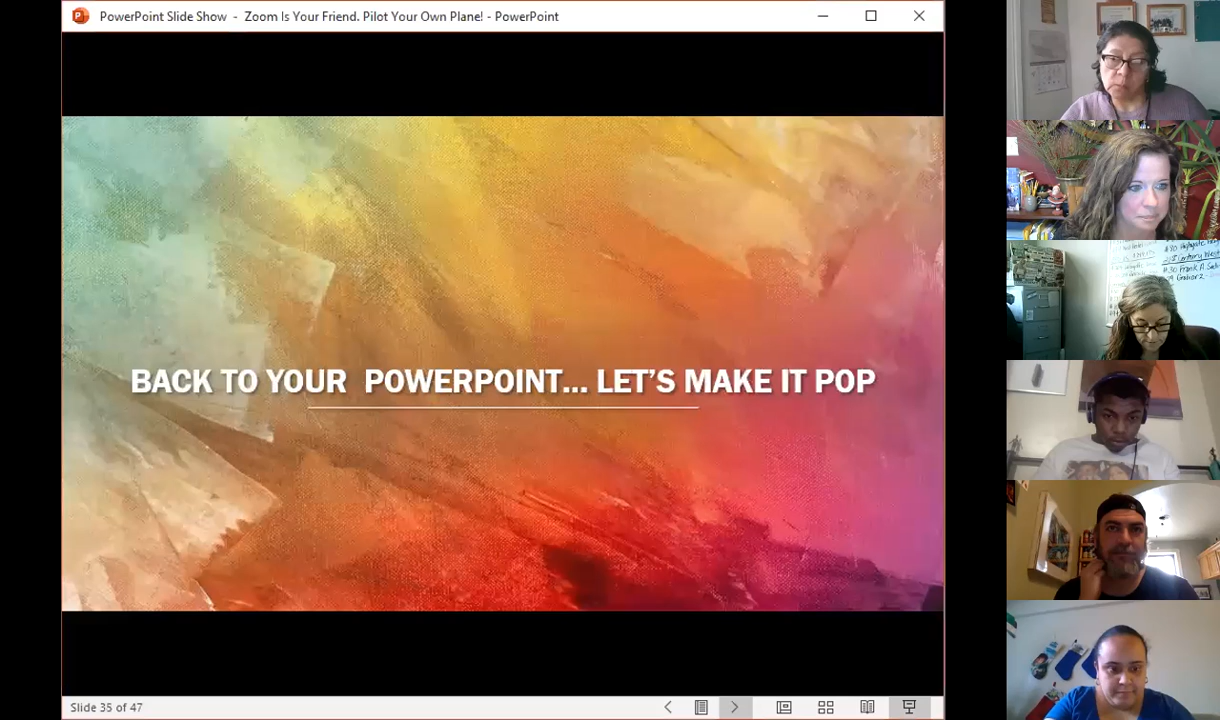 PowerPoint Slide Show - Zoom Is Your Friend. Pilot Your Own Plane! - PowerPoint
BACK TO YOUR POWERPOINT... LET'S MAKE IT POP
Slide 35 of 47